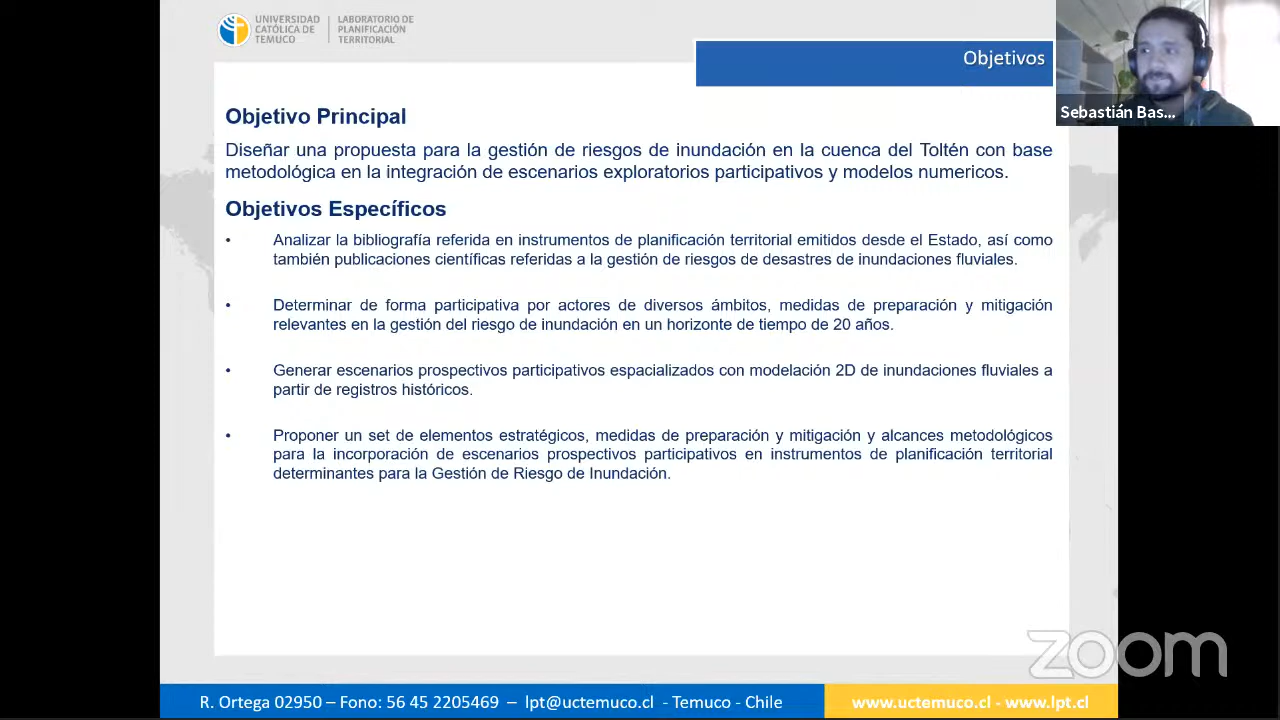 UNIVERSIDAD
CATÓLICA DE
TEMUCO
LABORATORIO DE
PLANIFICACIÓN
TERRITORIAL
Objetivos
Sebastián Bas...
Objetivo Principal
Diseñar una propuesta para la gestión de riesgos de inundación en la cuenca del Toltén con base
metodológica en la integración de escenarios exploratorios participativos y modelos numericos.
Objetivos Específicos
• Analizar la bibliografía referida en instrumentos de planificación territorial emitidos desde el Estado, así como
también publicaciones científicas referidas a la gestión de riesgos de desastres de inundaciones fluviales.
• Determinar de forma participativa por actores de diversos ámbitos, medidas de preparación y mitigación
relevantes en la gestión del riesgo de inundación en un horizonte de tiempo de 20 años.
• Generar escenarios prospectivos participativos espacializados con modelación 2D de inundaciones fluviales a
partir de registros históricos.
• Proponer un set de elementos estratégicos, medidas de preparación y mitigación y alcances metodológicos
para la incorporación de escenarios prospectivos participativos en instrumentos de planificación territorial
determinantes para la Gestión de Riesgo de Inundación.
zoom
R. Ortega 02950 – Fono: 56 45 2205469 – lpt@uctemuco.cl - Temuco - Chile
www.uctemuco.cl - www.lpt.cl